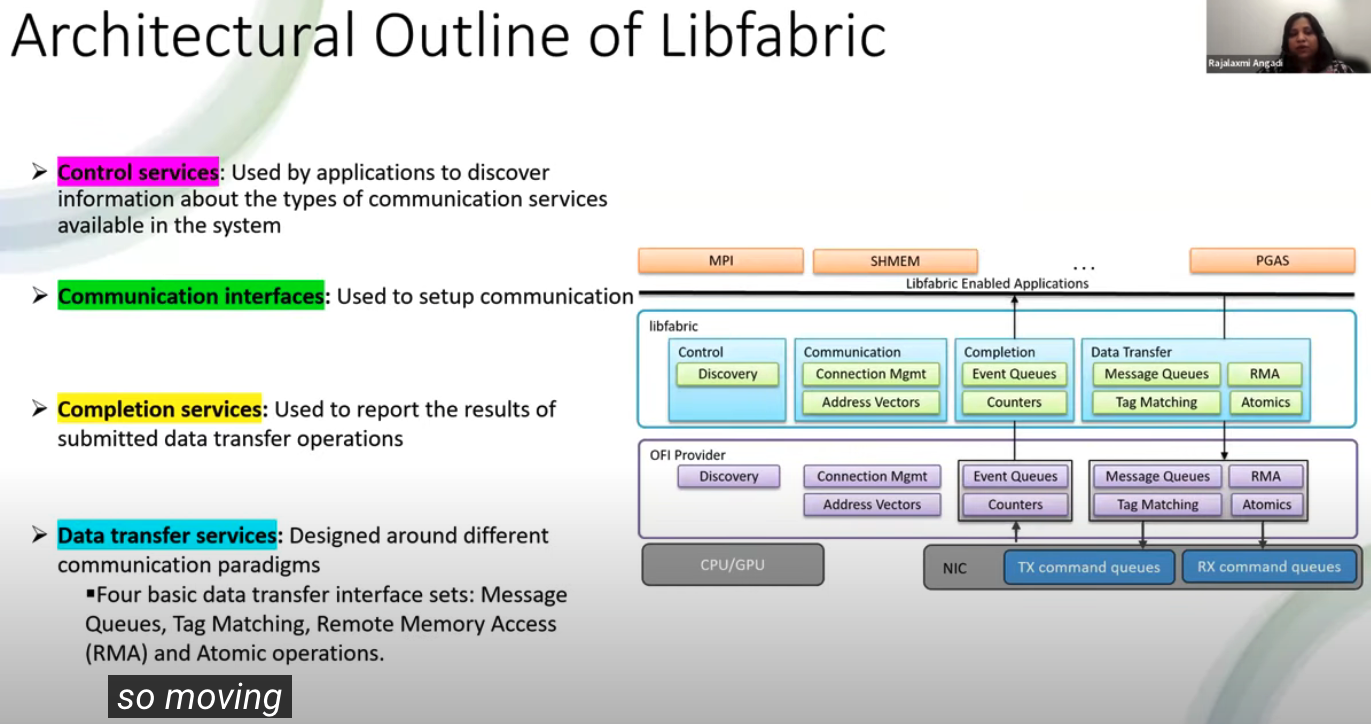 Architectural Outline of Libfabric
Rajalaxmi Angadi
➢ Control services: Used by applications to discover
information about the types of communication services
available in the system
➢ Communication interfaces: Used to setup communication
➢ Completion services: Used to report the results of
submitted data transfer operations
➢ Data transfer services: Designed around different
communication paradigms
▪Four basic data transfer interface sets: Message
Queues, Tag Matching, Remote Memory Access
(RMA) and Atomic operations.
MPI
SHMEM
...
PGAS
Libfabric Enabled Applications
libfabric
Control
Discovery
Communication
Connection Mgmt
Address Vectors
Completion
Event Queues
Counters
Data Transfer
Message Queues
RMA
Tag Matching
Atomics
OFI Provider
Discovery
Connection Mgmt
Address Vectors
Event Queues
Counters
Message Queues
RMA
Tag Matching
Atomics
CPU/GPU
NIC
TX command queues
RX command queues
so moving